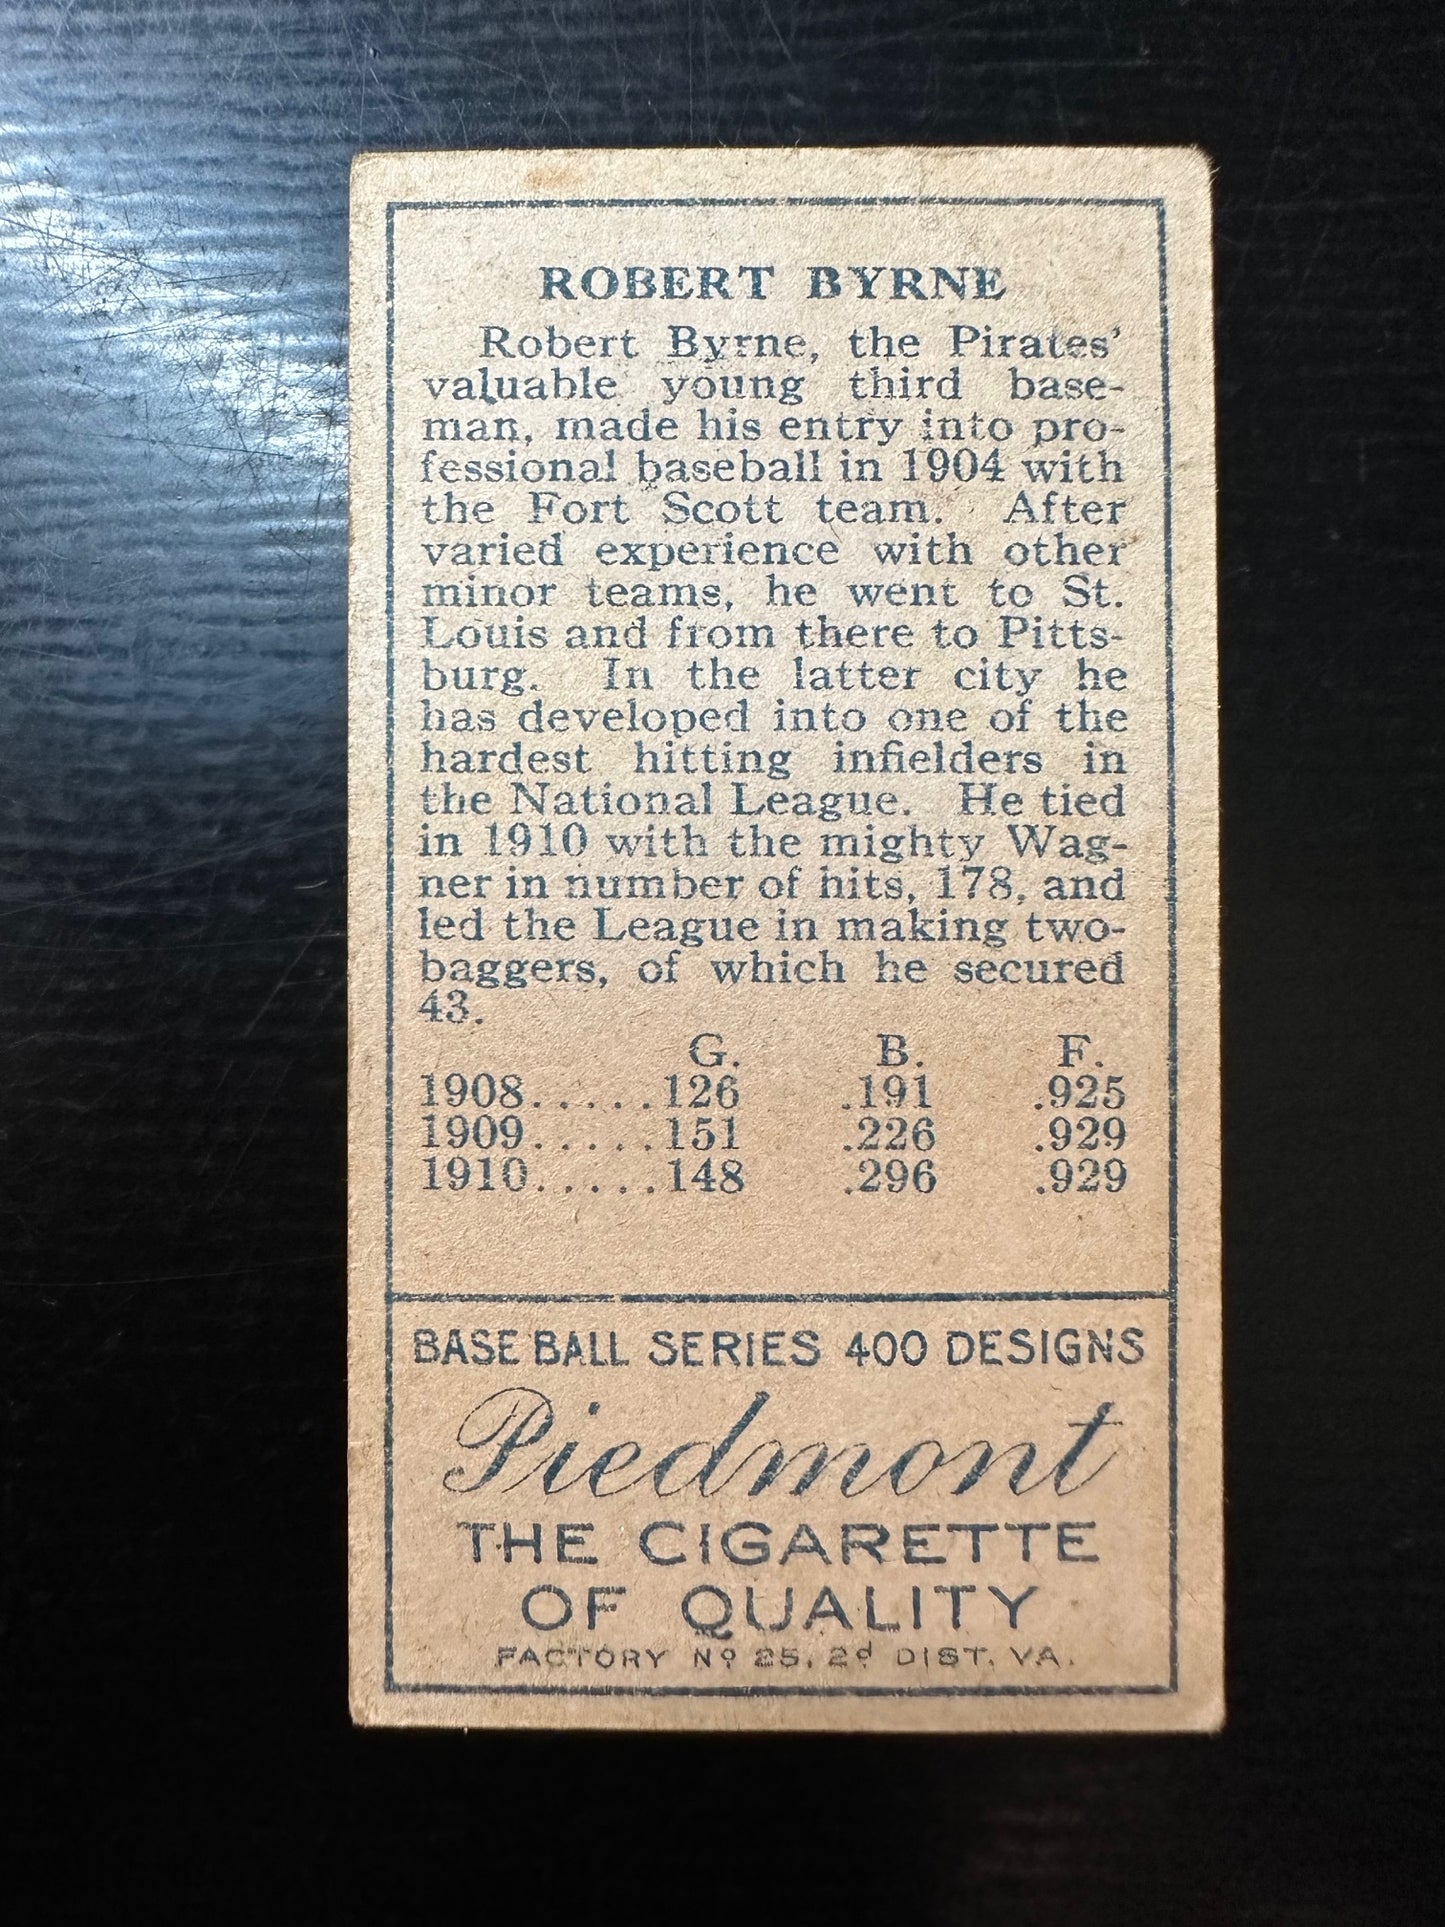 ROBERT BYRNE
Robert Byrne, the Pirates'
valuable young third base-
man, made his entry into pro-
fessional baseball in 1904 with
the Fort Scott team. After
varied experience with other
minor teams, he went to St.
Louis and from there to Pitts-
burg. In the latter city he
has developed into one of the
hardest hitting infielders in
the National League. He tied
in 1910 with the mighty Wag-
ner in number of hits, 178, and
led the League in making two-
baggers, of which he secured
43.
G. B. F.
1908.....126 .191 .925
1909.....151 .226 .929
1910.....148 .296 .929
BASE BALL SERIES 400 DESIGNS
Piedmont
THE CIGARETTE
OF QUALITY
FACTORY Nº 25, 2d DIST. VA.